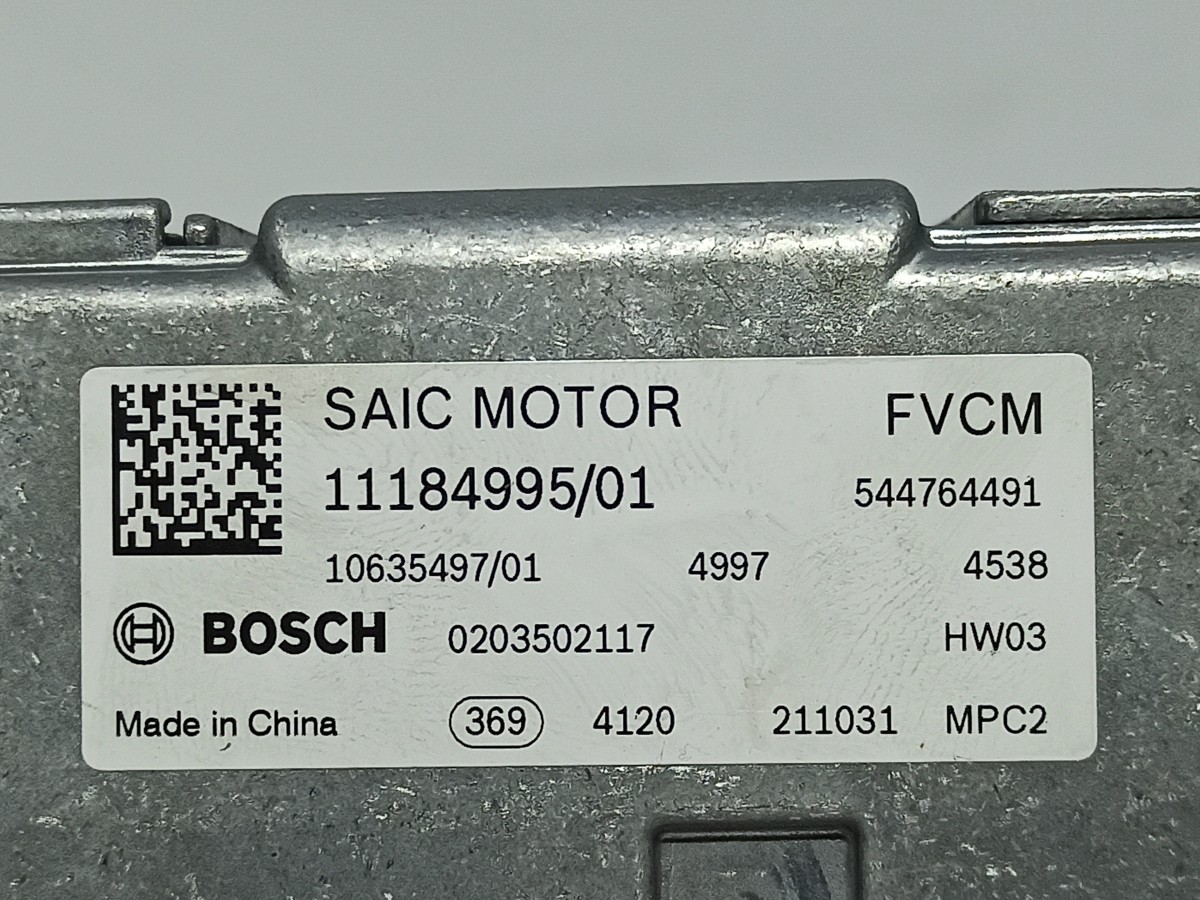 SAIC MOTOR FVCM
11184995/01 544764491
10635497/01 4997 4538
BOSCH 0203502117 HW03
Made in China 369 4120 211031 MPC2